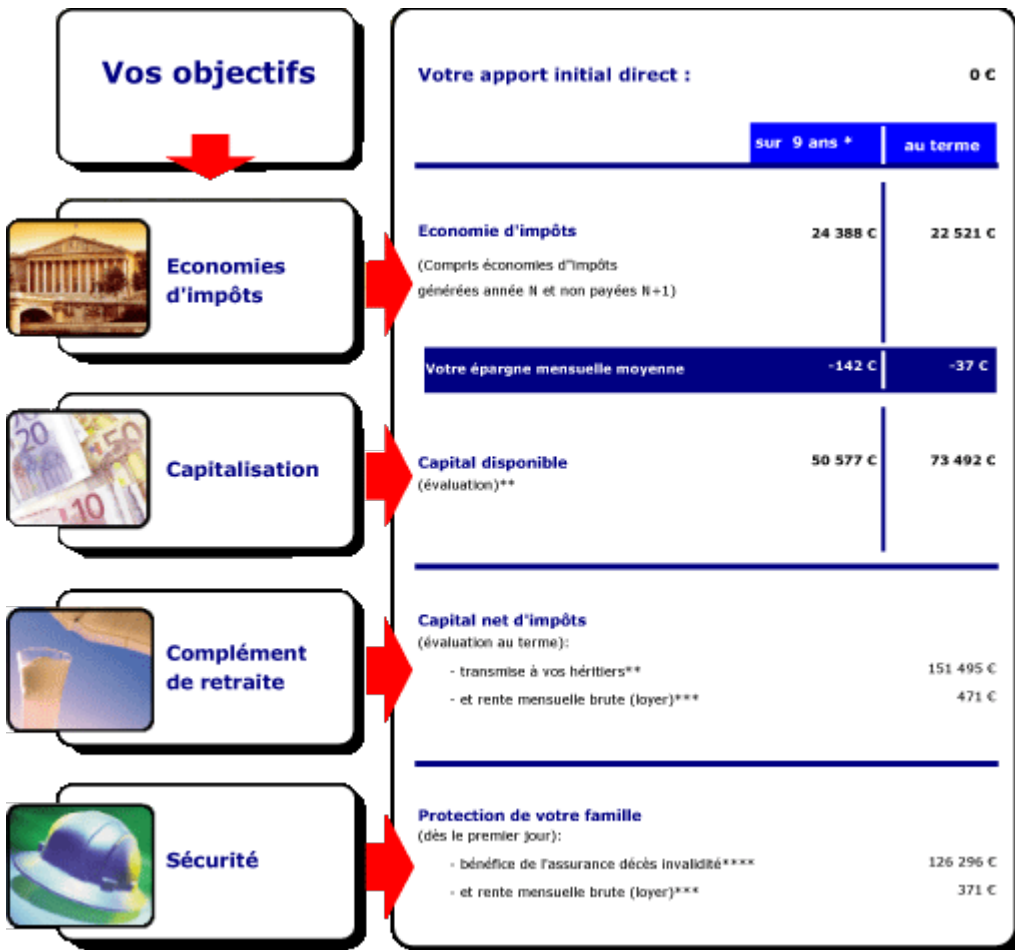 Vos objectifs
Votre apport initial direct : 0 €
sur 9 ans * au terme
Economies
d'impôts
Economie d'impôts 24 388 € 22 521 €
(Compris économies d"impôts
générées année N et non payées N+1)
Votre épargne mensuelle moyenne -142 € -37 €
20
50
10
Capitalisation
Capital disponible 50 577 € 73 492 €
(évaluation)**
Complément
de retraite
Capital net d'impôts
(évaluation au terme):
- transmise à vos héritiers** 151 495 €
- et rente mensuelle brute (loyer)*** 471 €
Sécurité
Protection de votre famille
(dès le premier jour):
- bénéfice de l'assurance décès invalidité**** 126 296 €
- et rente mensuelle brute (loyer)*** 371 €